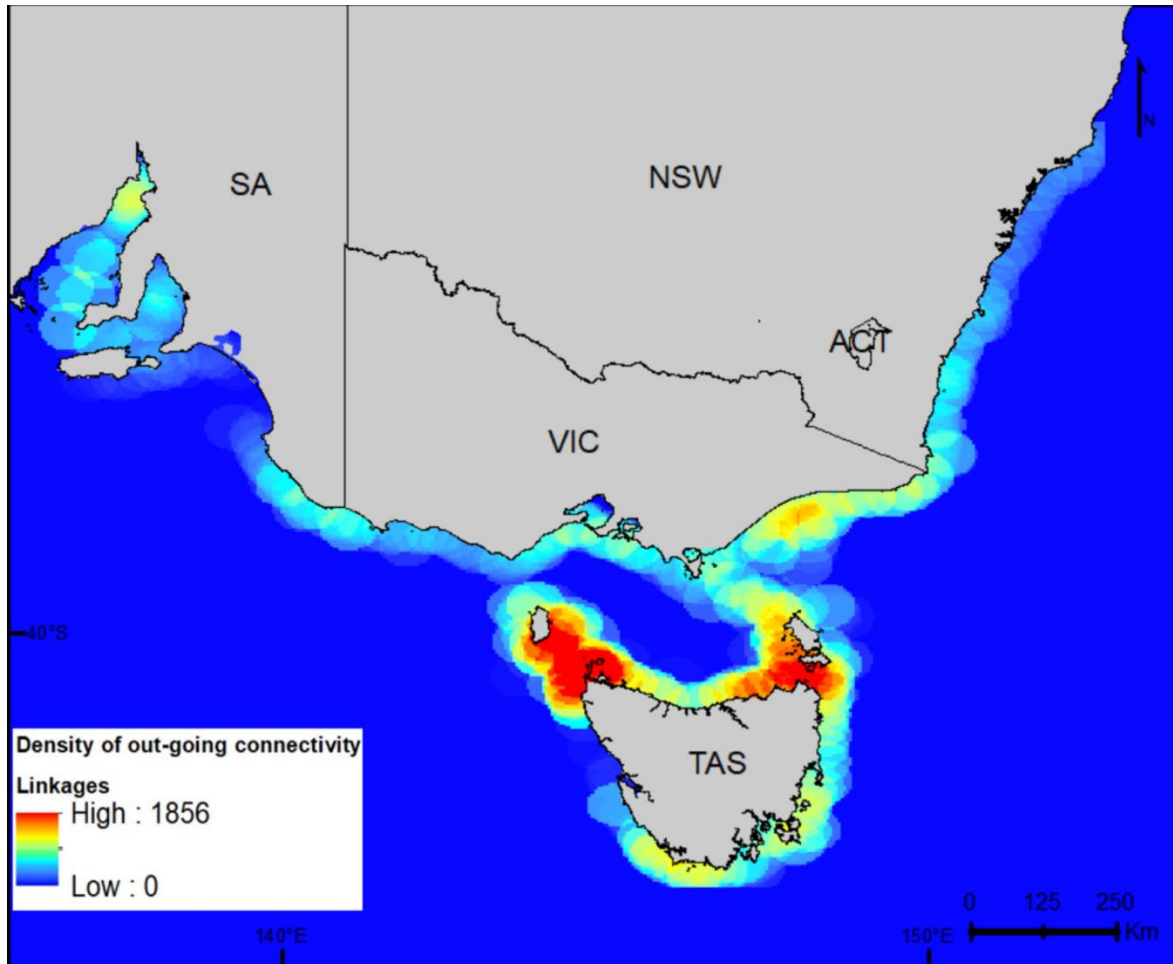 N
SA
NSW
ACT
VIC
40°S
TAS
Density of out-going connectivity
Linkages
High : 1856
Low : 0
0 125 250
Km
140°E
150°E